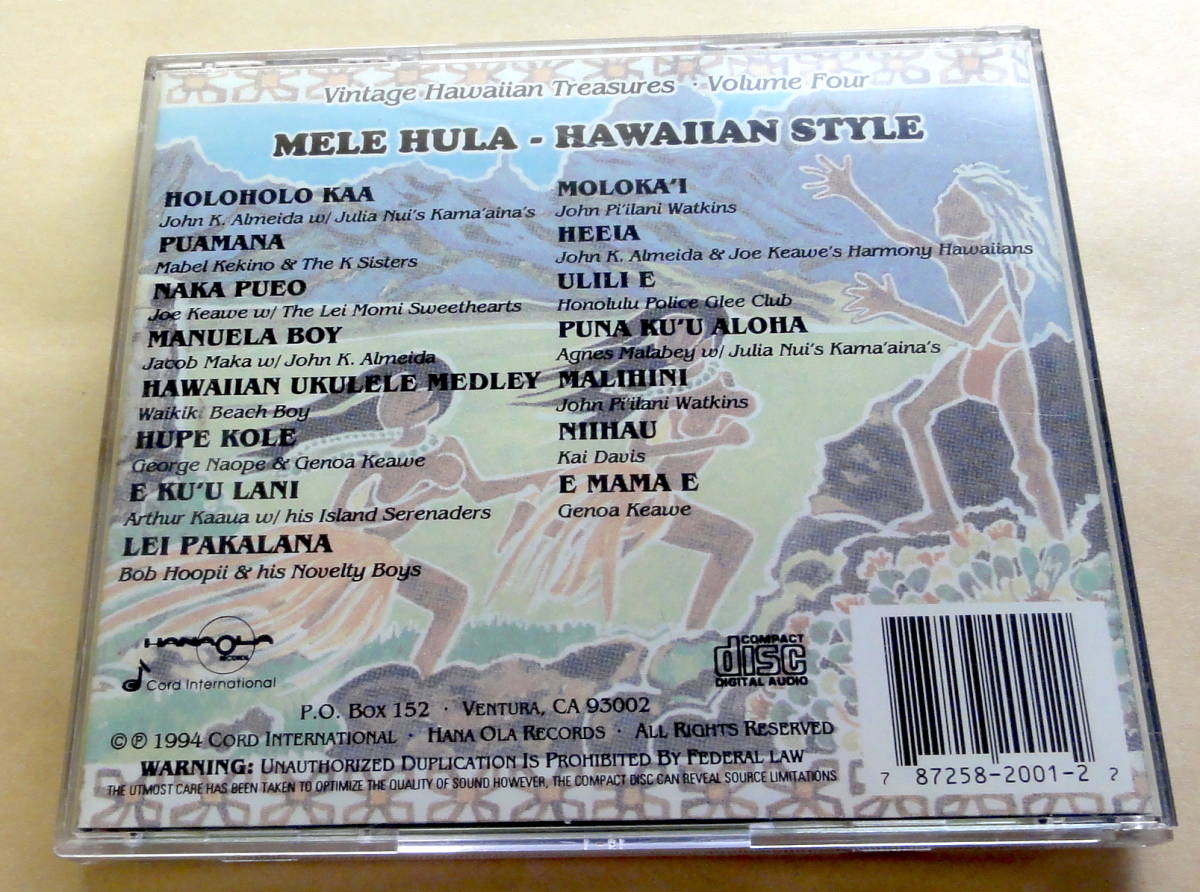 Vintage Hawaiian Treasures · Volume Four
MELE HULA - HAWAIIAN STYLE
HOLOHOLO KAA
John K. Almeida w/ Julia Nui's Kama'aina's
PUAMANA
Mabel Kekino & The K Sisters
NAKA PUEO
Joe Keawe w/ The Lei Momi Sweethearts
MANUELA BOY
Jacob Maka w/ John K. Almeida
HAWAIIAN UKULELE MEDLEY
Waikiki Beach Boy
HUPE KOLE
George Naope & Genoa Keawe
E KU'U LANI
Arthur Kaaua w/ his Island Serenaders
LEI PAKALANA
Bob Hoopii & his Novelty Boys
MOLOKA'I
John Pi'ilani Watkins
HEEIA
John K. Almeida & Joe Keawe's Harmony Hawaiians
ULILI E
Honolulu Police Glee Club
PUNA KU'U ALOHA
Agnes Malabey w/ Julia Nui's Kama'aina's
MALIHINI
John Pi'ilani Watkins
NIIHAU
Kai Davis
E MAMA E
Genoa Keawe
HANA OLA
RECORDS
Cord International
COMPACT
disc
DIGITAL AUDIO
P.O. BOX 152 · VENTURA, CA 93002
© ℗ 1994 CORD INTERNATIONAL · HANA OLA RECORDS · ALL RIGHTS RESERVED
WARNING: UNAUTHORIZED DUPLICATION IS PROHIBITED BY FEDERAL LAW
THE UTMOST CARE HAS BEEN TAKEN TO OPTIMIZE THE QUALITY OF SOUND HOWEVER, THE COMPACT DISC CAN REVEAL SOURCE LIMITATIONS
7 87258-2001-2 2